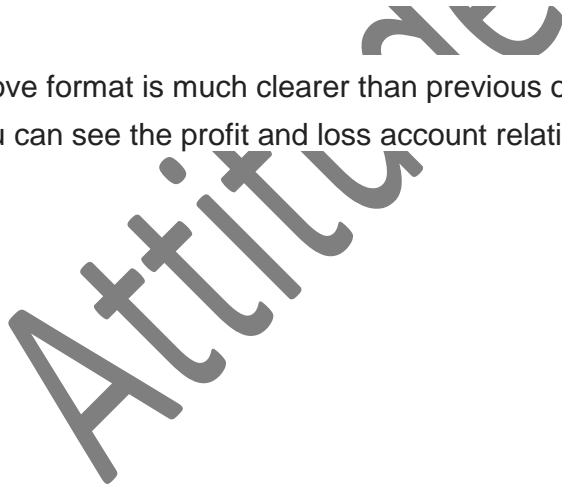 ove format is much clearer than previous o
u can see the profit and loss account relati
Attitude